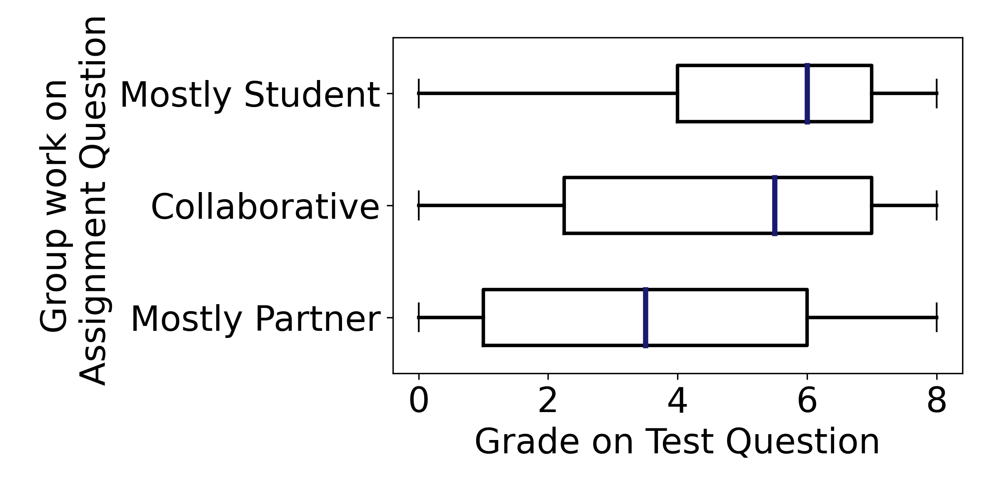 Group work on
Assignment Question
Mostly Student
Collaborative
Mostly Partner
0 2 4 6 8
Grade on Test Question